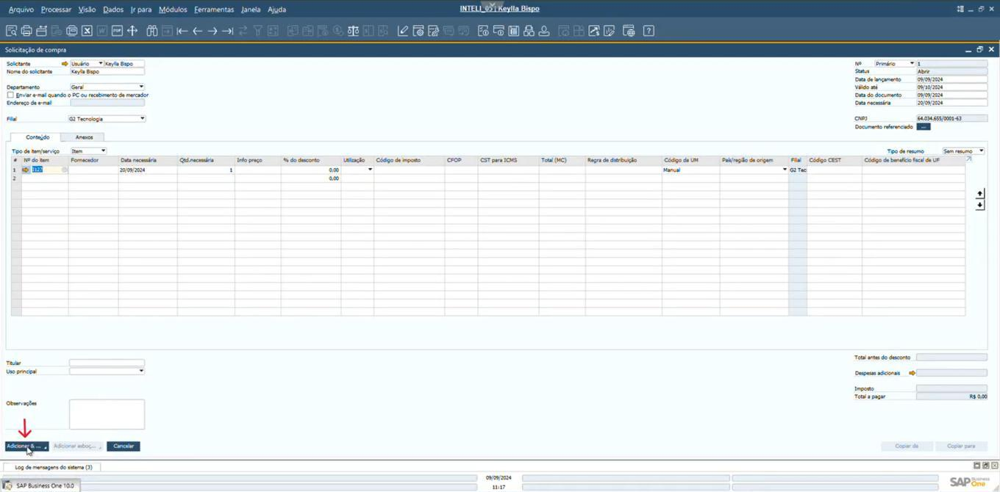 Arquivo Processar Visão Dados Ir para Módulos Ferramentas Janela Ajuda
INTELI_05 | Keylla Bispo
Solicitação de compra
Solicitante Usuário Keylla Bispo
Nome do solicitante Keylla Bispo
Departamento Geral
Enviar e-mail quando o PC ou recebimento de mercador
Endereço de e-mail
Filial G2 Tecnologia
Nº Primário 1
Status Abrir
Data de lançamento 09/09/2024
Válido até 09/10/2024
Data do documento 09/09/2024
Data necessária 20/09/2024
CNPJ 64.034.655/0001-63
Documento referenciado ...
Conteúdo Anexos
Tipo de item/serviço Item
Tipo de resumo Sem resumo
# Nº do item Fornecedor Data necessária Qtd.necessária Info preço % do desconto Utilização Código de imposto CFOP CST para ICMS Total (MC) Regra de distribuição Código da UM País/região de origem Filial Código CEST Código de benefício fiscal de UF
1 20/09/2024 1 0,00 Manual G2 Tec
2 0,00
Titular
Uso principal
Observações
Total antes do desconto
Despesas adicionais
Imposto
Total a pagar R$ 0,00
Adicionar & ... Adicionar esboç... Cancelar
Copiar de Copiar para
Log de mensagens do sistema (3)
09/09/2024
11:17
SAP Business One 10.0
SAP Business One